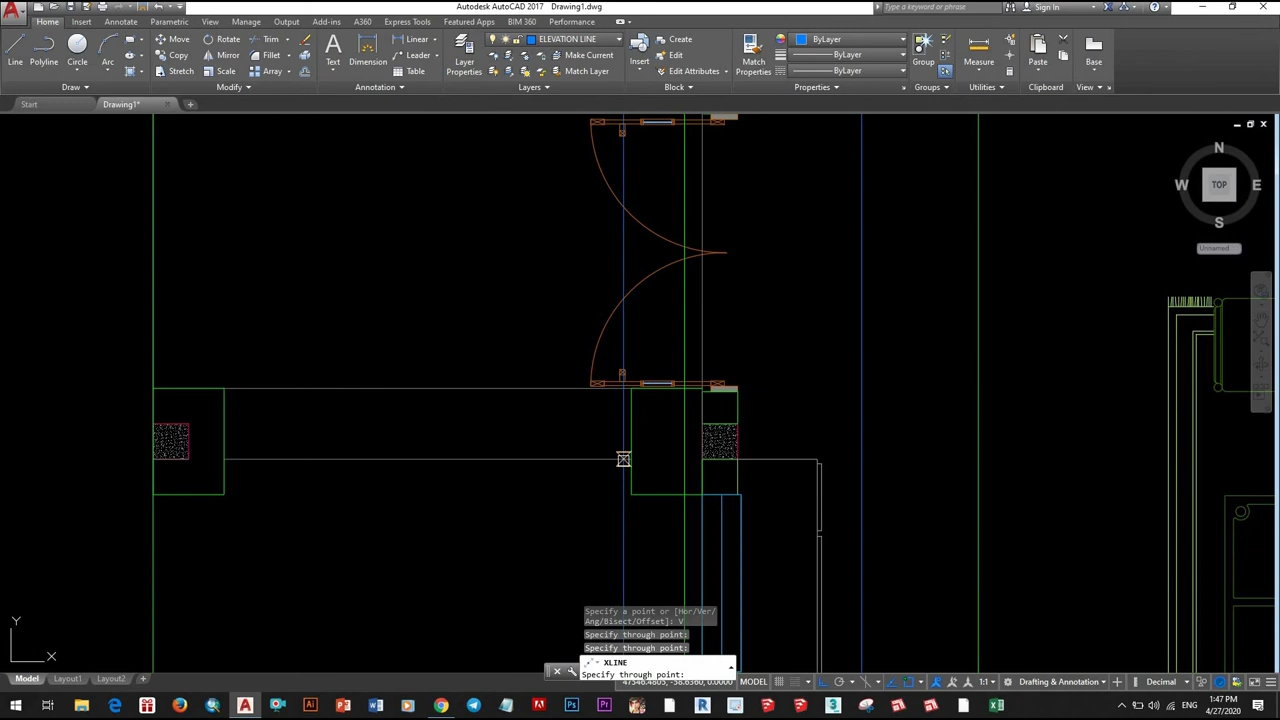 Autodesk AutoCAD 2017 Drawing1.dwg
Type a keyword or phrase
Sign In
Home Insert Annotate Parametric View Manage Output Add-ins A360 Express Tools Featured Apps BIM 360 Performance
Line
Polyline
Circle
Arc
Move
Rotate
Trim
Copy
Mirror
Fillet
Stretch
Scale
Array
Text
Dimension
Linear
Leader
Table
Layer
Properties
ELEVATION LINE
Make Current
Match Layer
Insert
Create
Edit
Edit Attributes
Match
Properties
ByLayer
ByLayer
ByLayer
Group
Measure
Paste
Base
Draw Modify Annotation Layers Block Properties Groups Utilities Clipboard View
Start
Drawing1*
N
W
TOP
E
S
Unnamed
Specify a point or [Hor/Ver/
Ang/Bisect/Offset]: V
Specify through point:
Specify through point:
XLINE
Specify through point:
Y
X
Model Layout1 Layout2
MODEL
1:1
Drafting & Annotation
Decimal
1:47 PM
4/27/2020